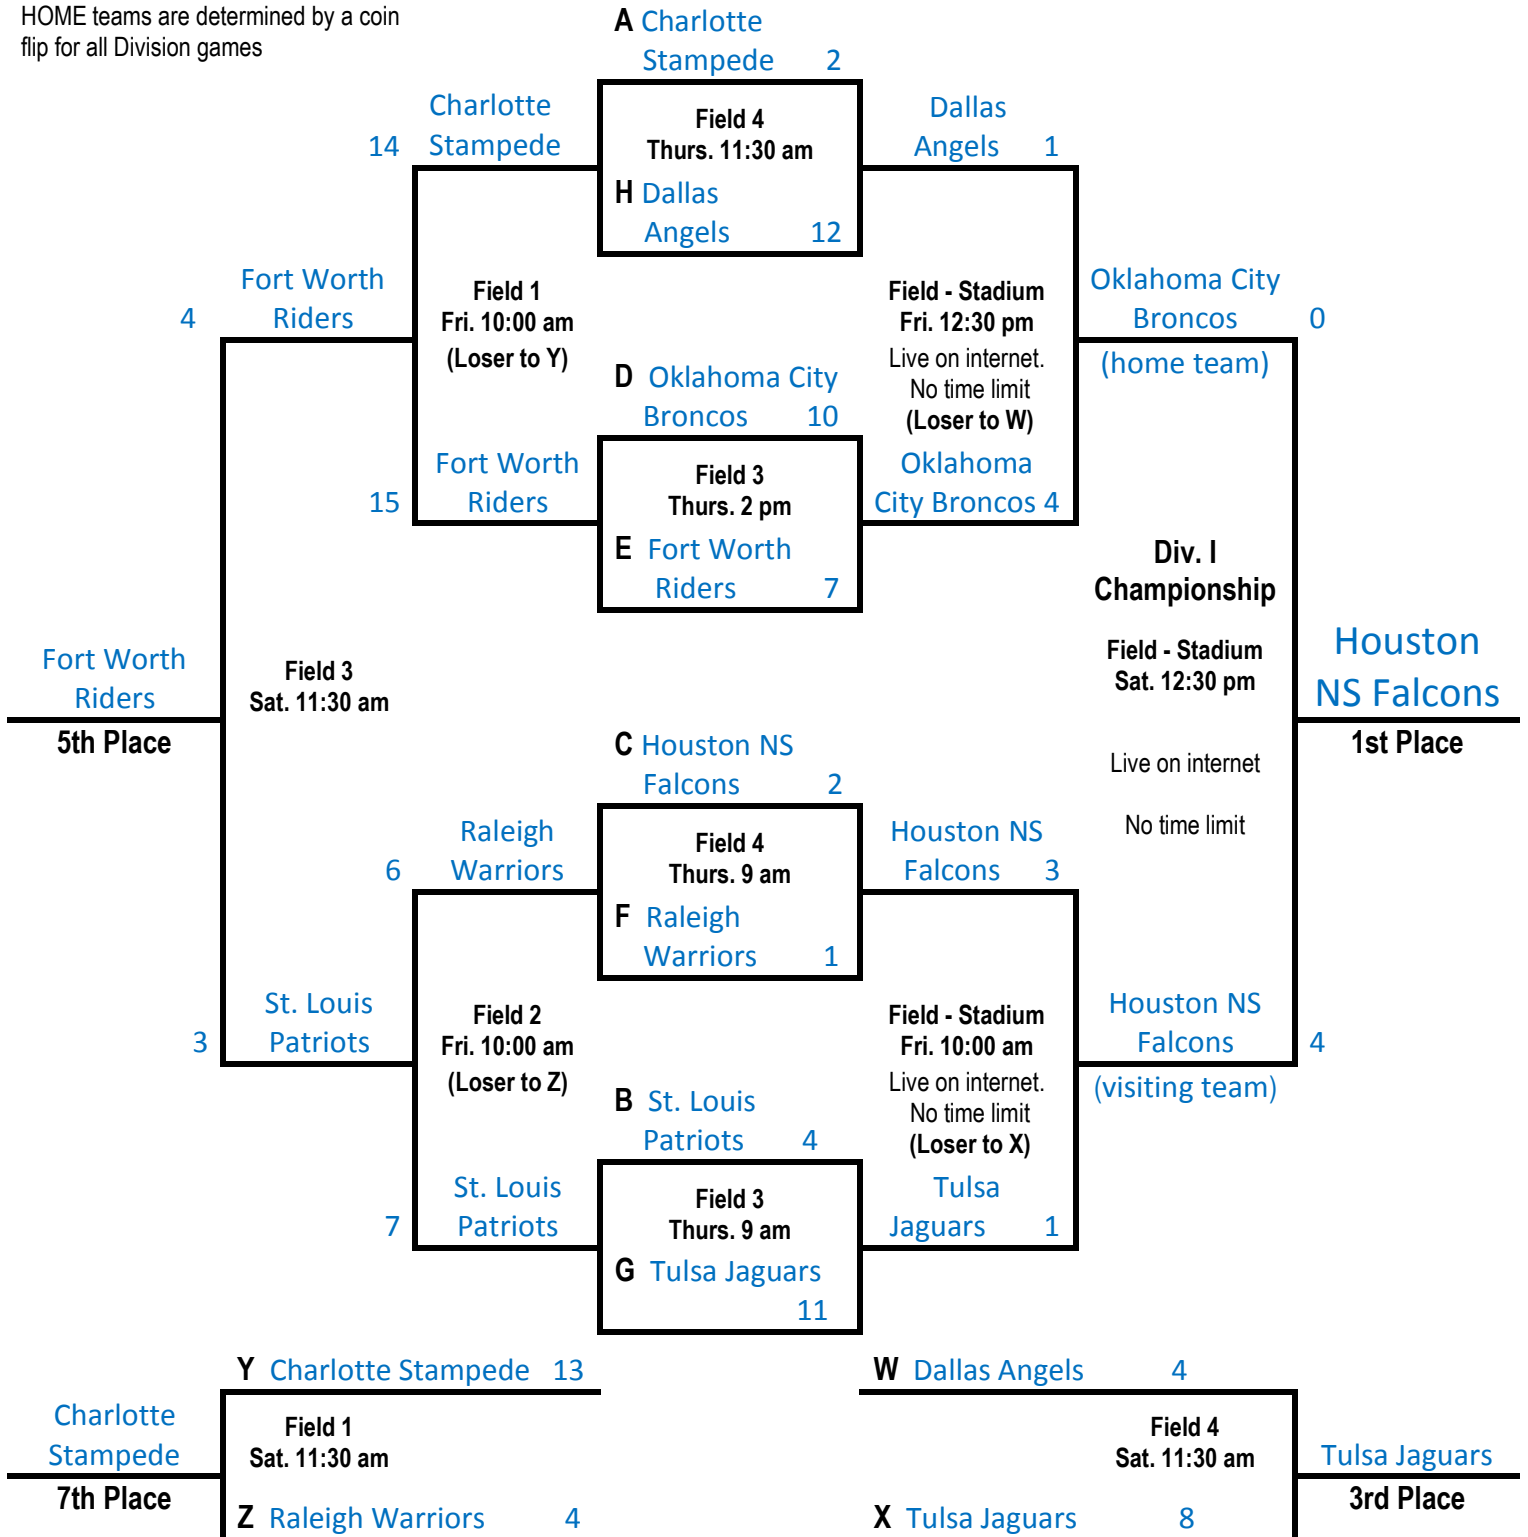 HOME teams are determined by a coin
flip for all Division games
A Charlotte
Stampede 2
Field 4
Thurs. 11:30 am
H Dallas
Angels 12
Charlotte
14 Stampede
Dallas
Angels 1
Fort Worth
4 Riders
Field 1
Fri. 10:00 am
(Loser to Y)
Field - Stadium
Fri. 12:30 pm
Live on internet.
No time limit
(Loser to W)
Oklahoma City
Broncos 0
(home team)
D Oklahoma City
Broncos 10
Field 3
Thurs. 2 pm
E Fort Worth
Riders 7
Fort Worth
15 Riders
Oklahoma
City Broncos 4
Div. I
Championship
Field - Stadium
Sat. 12:30 pm
Live on internet
No time limit
Fort Worth
Riders
5th Place
Field 3
Sat. 11:30 am
Houston
NS Falcons
1st Place
C Houston NS
Falcons 2
Field 4
Thurs. 9 am
F Raleigh
Warriors 1
Raleigh
6 Warriors
Houston NS
Falcons 3
St. Louis
3 Patriots
Field 2
Fri. 10:00 am
(Loser to Z)
Field - Stadium
Fri. 10:00 am
Live on internet.
No time limit
(Loser to X)
Houston NS
Falcons 4
(visiting team)
B St. Louis
Patriots 4
Field 3
Thurs. 9 am
G Tulsa Jaguars
11
St. Louis
7 Patriots
Tulsa
Jaguars 1
Y Charlotte Stampede 13
Field 1
Sat. 11:30 am
Z Raleigh Warriors 4
Charlotte
Stampede
7th Place
W Dallas Angels 4
Field 4
Sat. 11:30 am
X Tulsa Jaguars 8
Tulsa Jaguars
3rd Place